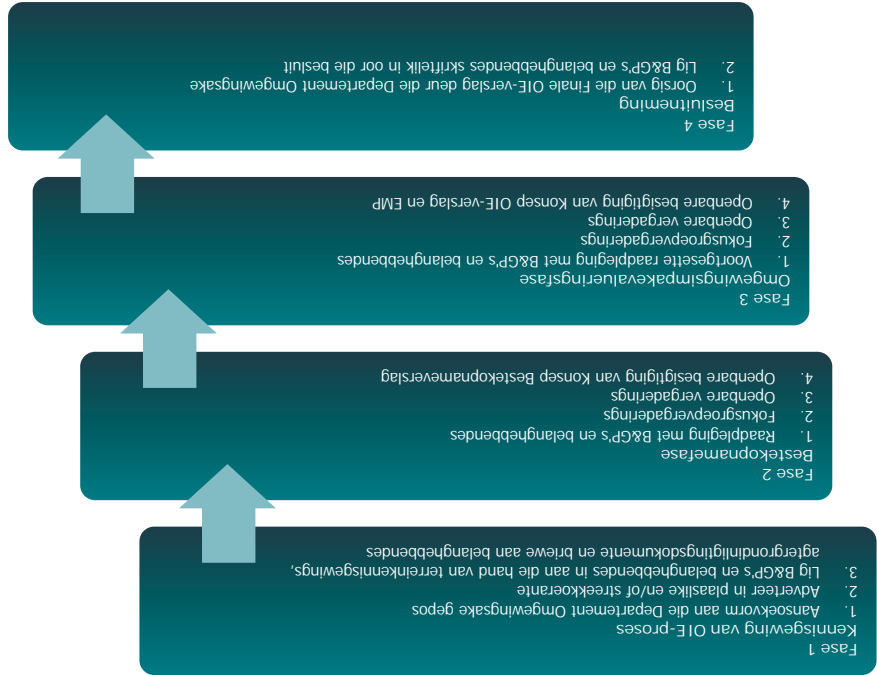 Fase 1
Kennisgewing van OIE-proses
1. Aansoekvorm aan die Departement Omgewingsake gepos
2. Adverteer in plaaslike en/of streekkoerante
3. Lig B&GP's en belanghebbendes in aan die hand van terreinkennisgewings,
agtergrondinligtingsdokumente en briewe aan belanghebbendes
Fase 2
Bestekopnamefase
1. Raadpleging met B&GP's en belanghebbendes
2. Fokusgroepvergaderings
3. Openbare vergaderings
4. Openbare besigtiging van Konsep Bestekopnameverslag
Fase 3
Omgewingsimpakevalueringsfase
1. Voortgesette raadpleging met B&GP's en belanghebbendes
2. Fokusgroepvergaderings
3. Openbare vergaderings
4. Openbare besigtiging van Konsep OIE-verslag en EMP
Fase 4
Besluitneming
1. Oorsig van die Finale OIE-verslag deur die Departement Omgewingsake
2. Lig B&GP's en belanghebbendes skriftelik in oor die besluit